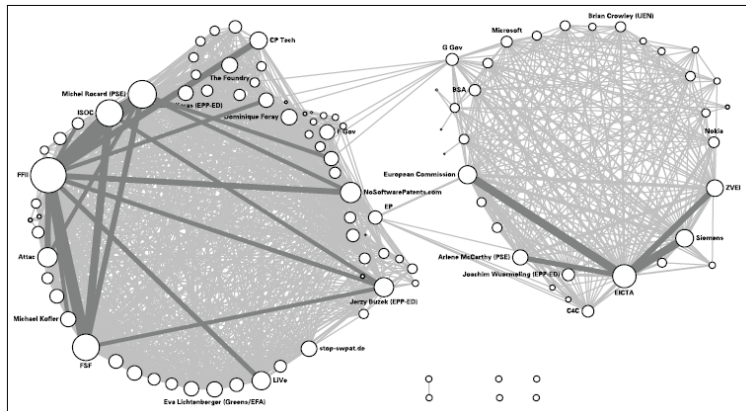 CP Tech
The Foundry
Michel Rocard (PSE)
(EPP-ED)
ISOC
Dominique Foray
FFII
NoSoftwarePatents.com
EP
Attac
Jerzy Buzek (EPP-ED)
Michael Kofler
FSF
stop-swpat.de
LIVe
Eva Lichtenberger (Greens/EFA)
Brian Crowley (UEN)
Microsoft
G Gov
BSA
Nokia
European Commission
ZVEI
Siemens
Arlene McCarthy (PSE)
Joachim Wuermeling (EPP-ED)
EICTA
C4C